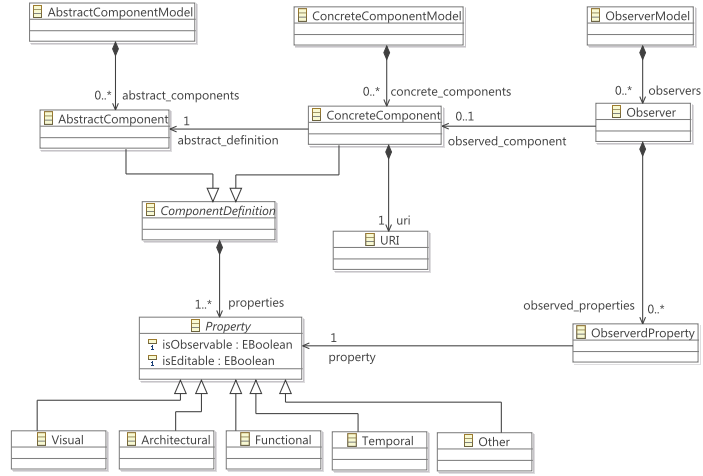 AbstractComponentModel
ConcreteComponentModel
ObserverModel
0..* abstract_components
0..* concrete_components
0..* observers
AbstractComponent
ConcreteComponent
Observer
1
abstract_definition
0..1
observed_component
ComponentDefinition
1 uri
URI
1..* properties
observed_properties 0..*
Property
isObservable : EBoolean
isEditable : EBoolean
1
property
ObserverdProperty
Visual
Architectural
Functional
Temporal
Other